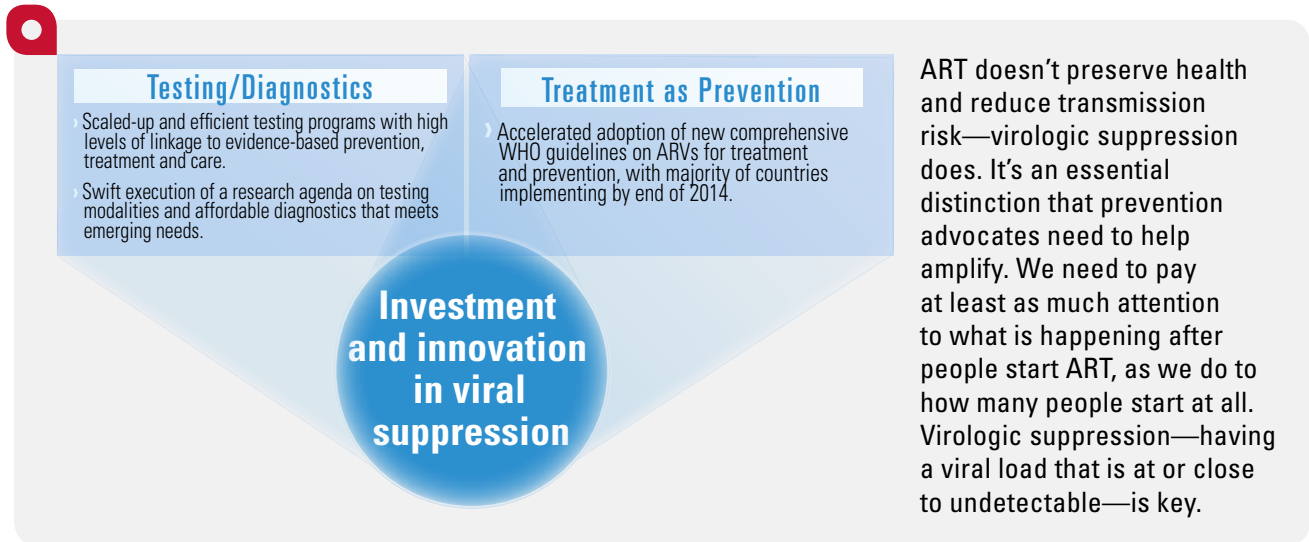 Testing/Diagnostics
› Scaled-up and efficient testing programs with high
levels of linkage to evidence-based prevention,
treatment and care.
› Swift execution of a research agenda on testing
modalities and affordable diagnostics that meets
emerging needs.
Treatment as Prevention
› Accelerated adoption of new comprehensive
WHO guidelines on ARVs for treatment
and prevention, with majority of countries
implementing by end of 2014.
Investment
and innovation
in viral
suppression
ART doesn’t preserve health
and reduce transmission
risk—virologic suppression
does. It’s an essential
distinction that prevention
advocates need to help
amplify. We need to pay
at least as much attention
to what is happening after
people start ART, as we do to
how many people start at all.
Virologic suppression—having
a viral load that is at or close
to undetectable—is key.